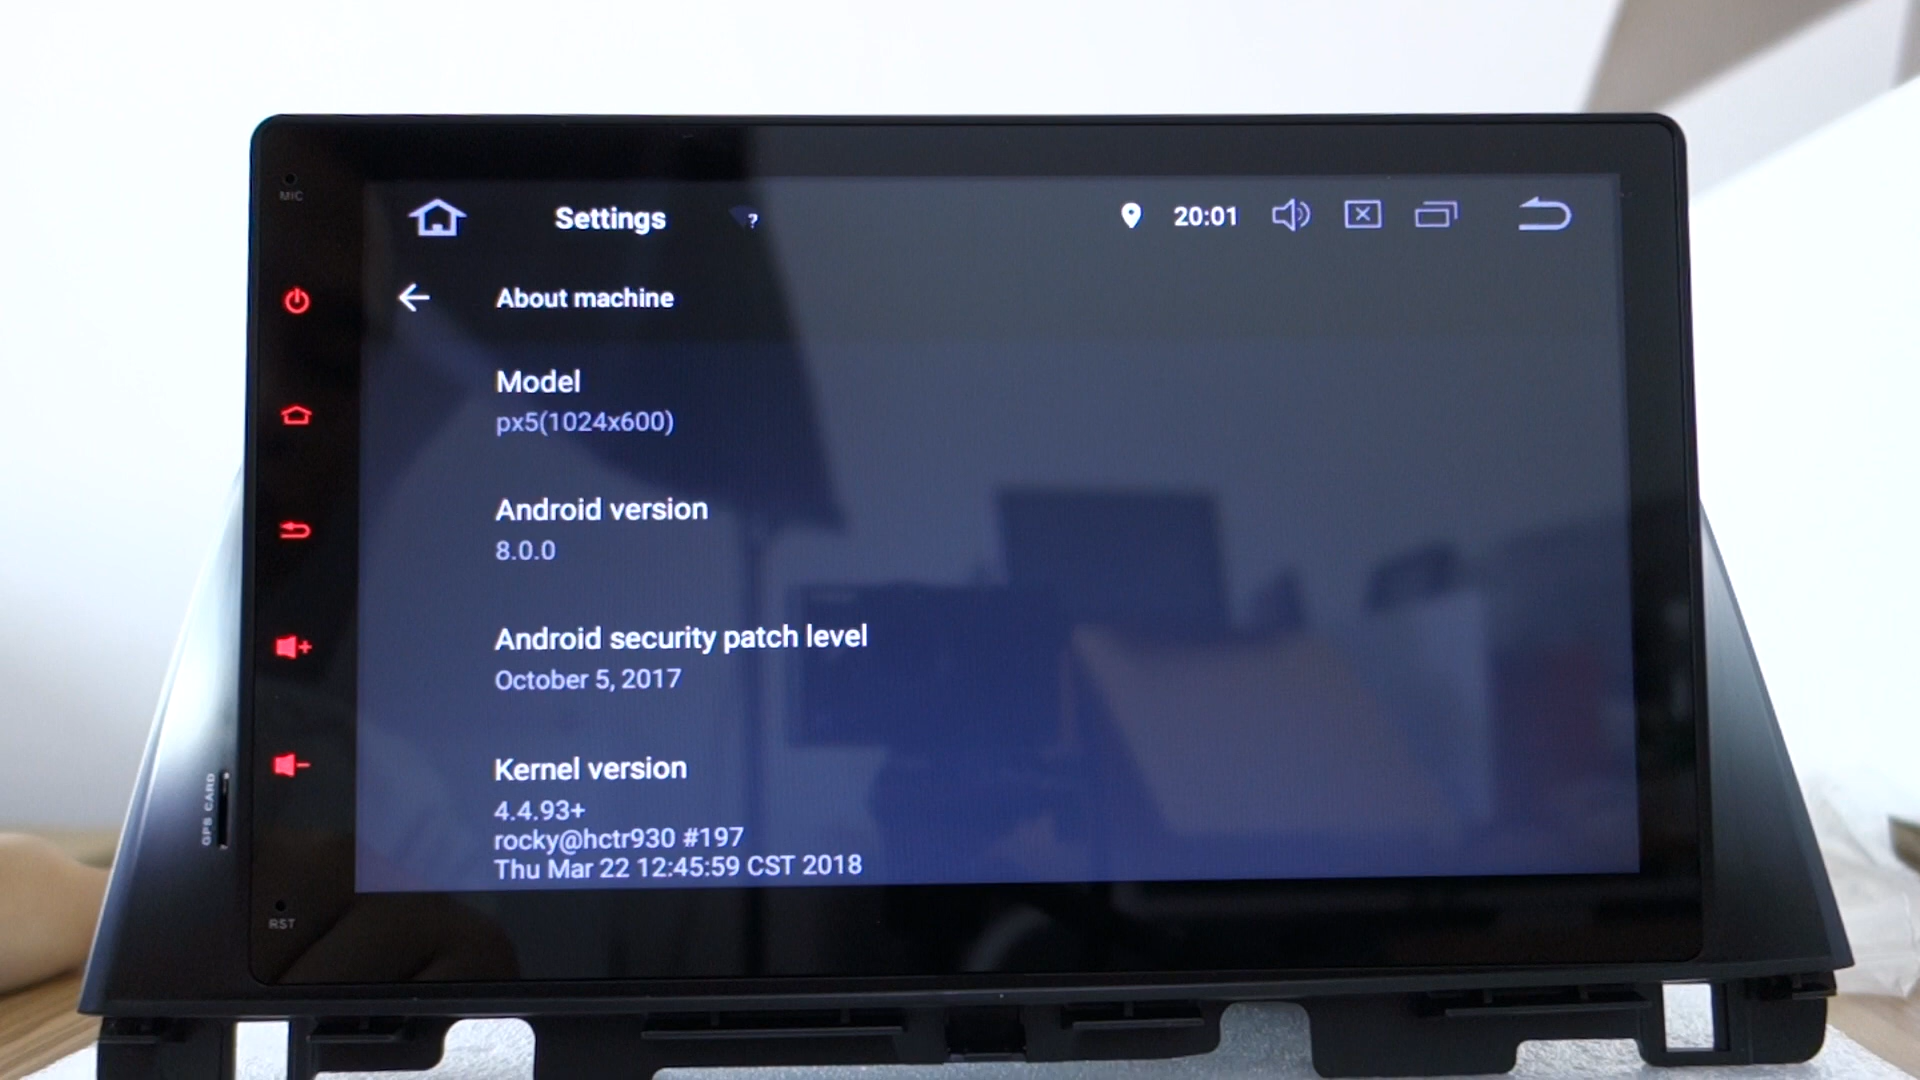 MIC
Settings
?
20:01
About machine
Model
px5(1024x600)
Android version
8.0.0
Android security patch level
October 5, 2017
Kernel version
4.4.93+
rocky@hctr930 #197
Thu Mar 22 12:45:59 CST 2018
GPS CARD
RST